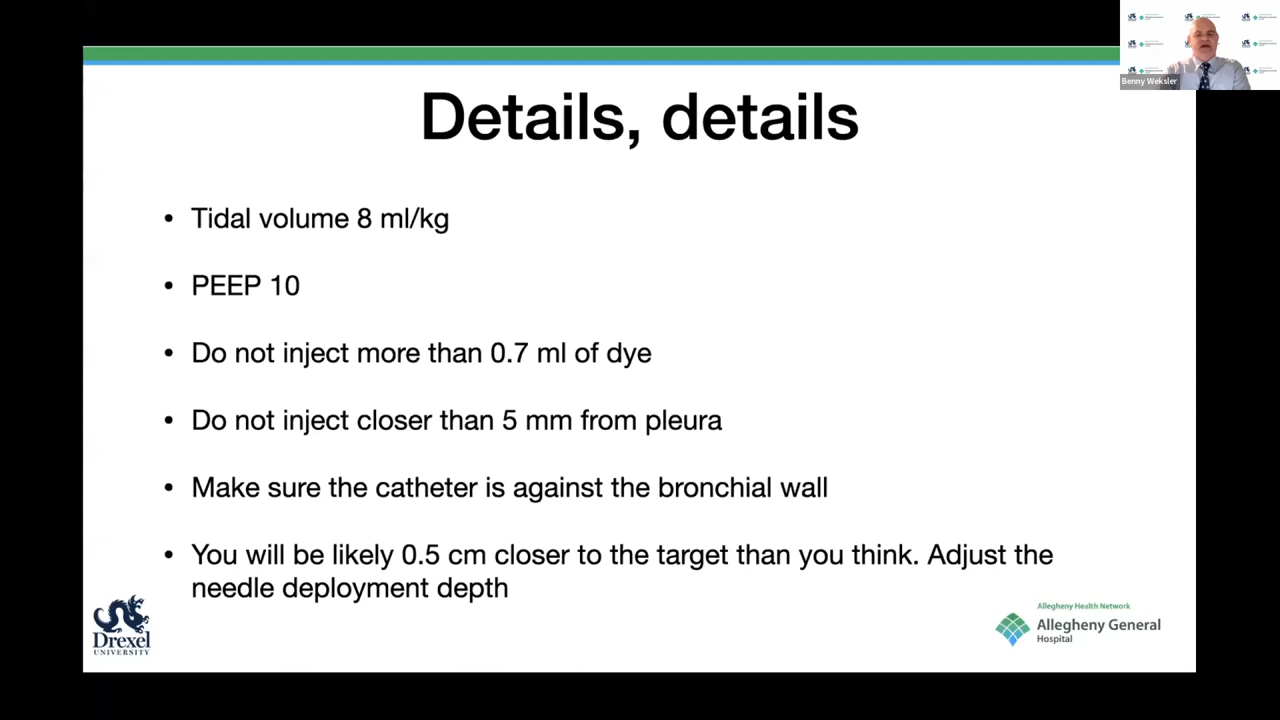 Benny Weksler
Details, details
• Tidal volume 8 ml/kg
• PEEP 10
• Do not inject more than 0.7 ml of dye
• Do not inject closer than 5 mm from pleura
• Make sure the catheter is against the bronchial wall
• You will be likely 0.5 cm closer to the target than you think. Adjust the
needle deployment depth
Drexel
UNIVERSITY
Allegheny Health Network
Allegheny General
Hospital